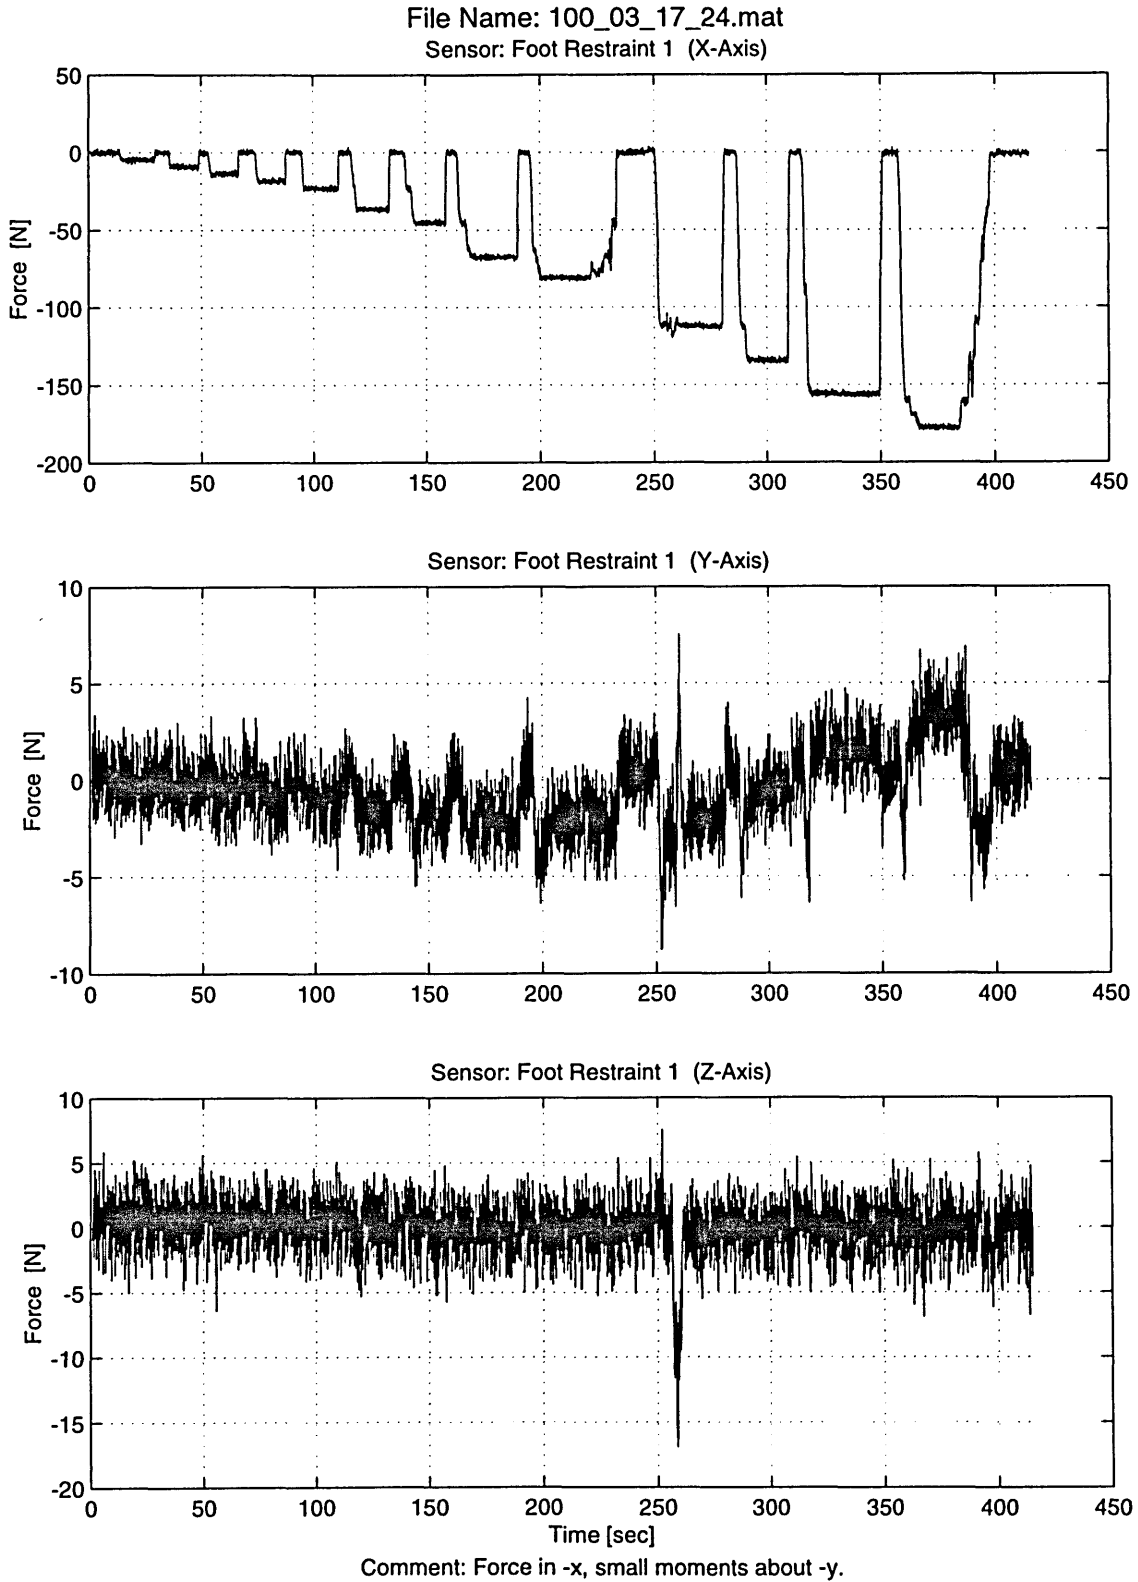 File Name: 100_03_17_24.mat
Sensor: Foot Restraint 1 (X-Axis)
50
0
-50
-100
-150
-200
Force [N]
0 50 100 150 200 250 300 350 400 450
Sensor: Foot Restraint 1 (Y-Axis)
10
5
0
-5
-10
Force [N]
0 50 100 150 200 250 300 350 400 450
Sensor: Foot Restraint 1 (Z-Axis)
10
5
0
-5
-10
-15
-20
Force [N]
0 50 100 150 200 250 300 350 400 450
Time [sec]
Comment: Force in -x, small moments about -y.